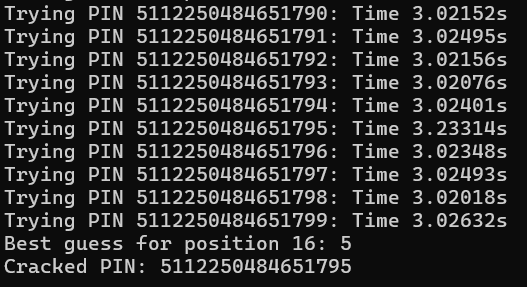 Trying PIN 5112250484651790: Time 3.02152s
Trying PIN 5112250484651791: Time 3.02495s
Trying PIN 5112250484651792: Time 3.02156s
Trying PIN 5112250484651793: Time 3.02076s
Trying PIN 5112250484651794: Time 3.02401s
Trying PIN 5112250484651795: Time 3.23314s
Trying PIN 5112250484651796: Time 3.02348s
Trying PIN 5112250484651797: Time 3.02493s
Trying PIN 5112250484651798: Time 3.02018s
Trying PIN 5112250484651799: Time 3.02632s
Best guess for position 16: 5
Cracked PIN: 5112250484651795